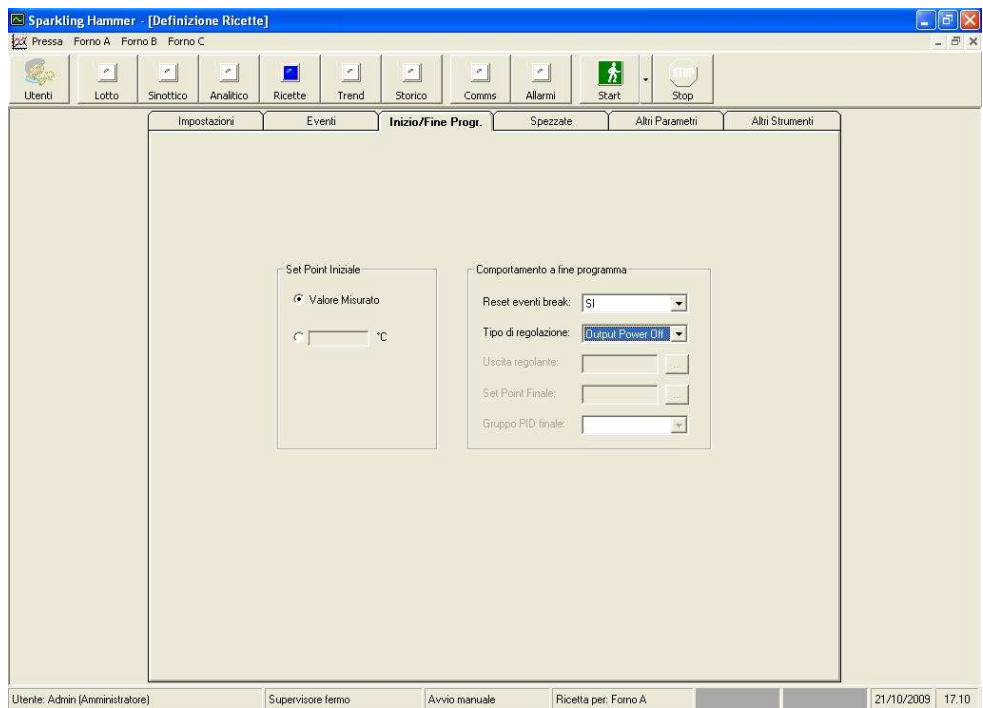 Sparkling Hammer - [Definizione Ricette]
Pressa Forno A Forno B Forno C
Utenti Lotto Sinottico Analitico Ricette Trend Storico Comms Allarmi Start STOP Stop
Impostazioni Eventi Inizio/Fine Progr. Spezzate Altri Parametri Altri Strumenti
Set Point Iniziale
Valore Misurato
°C
Comportamento a fine programma
Reset eventi break: SI
Tipo di regolazione: Output Power Off
Uscita regolante: ...
Set Point Finale: ...
Gruppo PID finale:
Utente: Admin (Amministratore) Supervisore fermo Avvio manuale Ricetta per: Forno A 21/10/2009 17.10